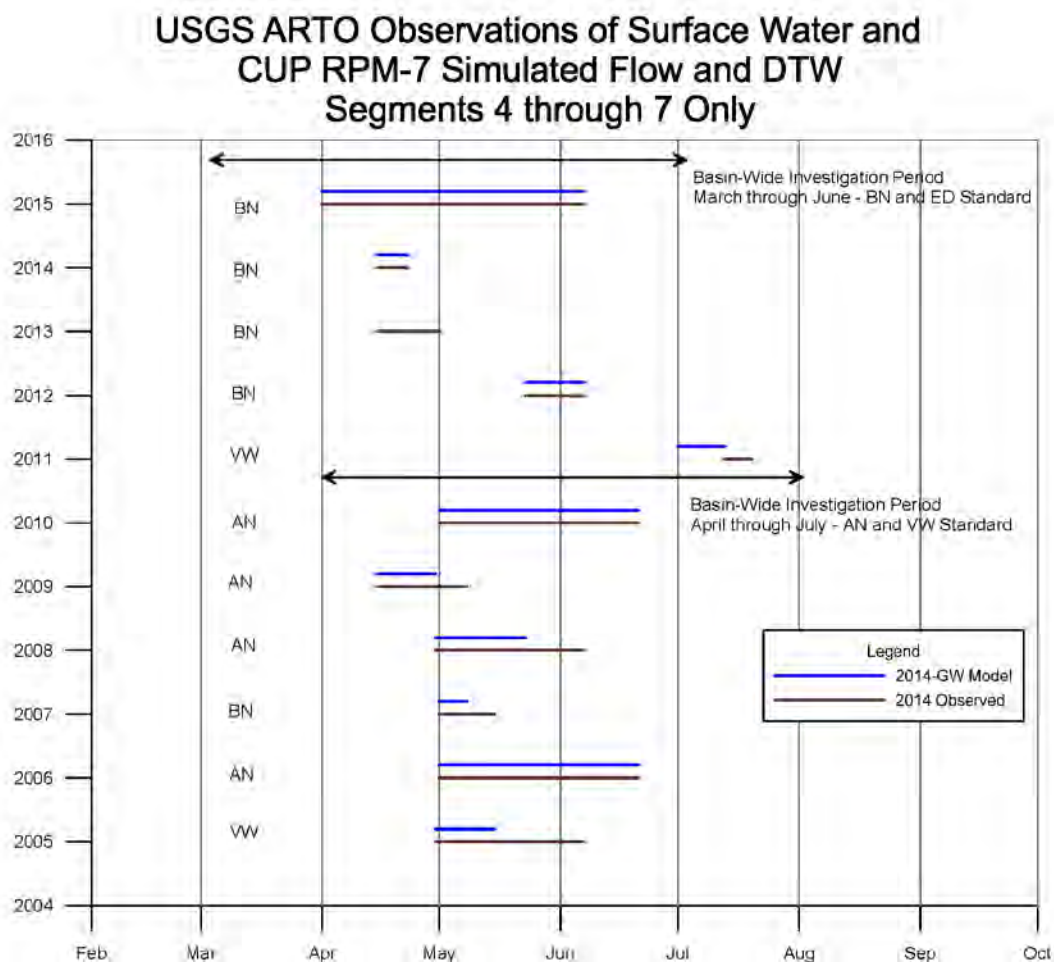 USGS ARTO Observations of Surface Water and
CUP RPM-7 Simulated Flow and DTW
Segments 4 through 7 Only
2016
Basin-Wide Investigation Period
March through June - BN and ED Standard
2015
BN
2014
BN
2013
BN
2012
BN
2011
VW
Basin-Wide Investigation Period
April through July - AN and VW Standard
2010
AN
2009
AN
2008
AN
Legend
2014-GW Model
2014 Observed
2007
BN
2006
AN
2005
VW
2004
Feb
Mar
Apr
May
Jun
Jul
Aug
Sep
Oct